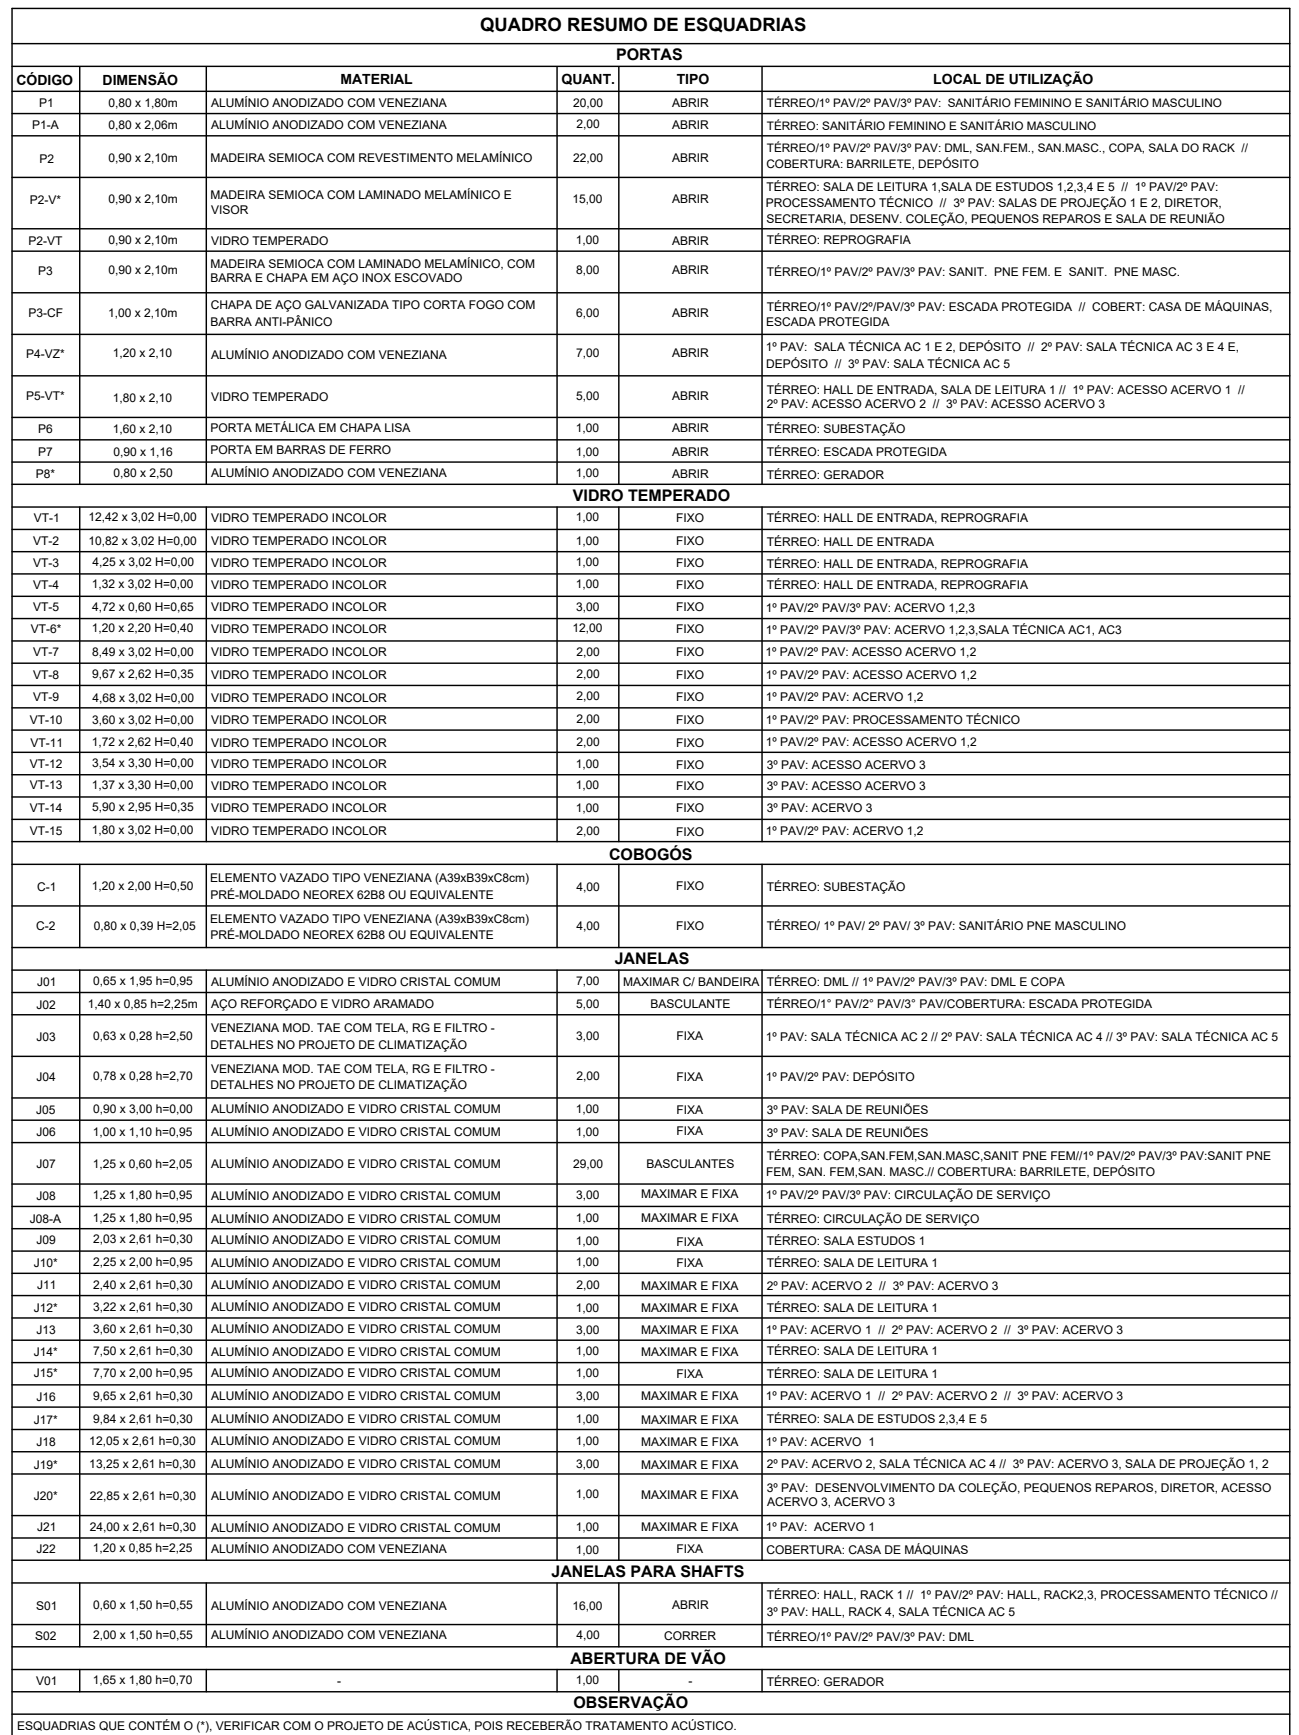 QUADRO RESUMO DE ESQUADRIAS
PORTAS
CÓDIGO DIMENSÃO MATERIAL QUANT. TIPO LOCAL DE UTILIZAÇÃO
P1 0,80 x 1,80m ALUMÍNIO ANODIZADO COM VENEZIANA 20,00 ABRIR TÉRREO/1º PAV/2º PAV/3º PAV: SANITÁRIO FEMININO E SANITÁRIO MASCULINO
P1-A 0,80 x 2,06m ALUMÍNIO ANODIZADO COM VENEZIANA 2,00 ABRIR TÉRREO: SANITÁRIO FEMININO E SANITÁRIO MASCULINO
P2 0,90 x 2,10m MADEIRA SEMIOCA COM REVESTIMENTO MELAMÍNICO 22,00 ABRIR TÉRREO/1º PAV/2º PAV/3º PAV: DML, SAN.FEM., SAN.MASC., COPA, SALA DO RACK //
COBERTURA: BARRILETE, DEPÓSITO
P2-V* 0,90 x 2,10m MADEIRA SEMIOCA COM LAMINADO MELAMÍNICO E
VISOR 15,00 ABRIR TÉRREO: SALA DE LEITURA 1,SALA DE ESTUDOS 1,2,3,4 E 5 // 1º PAV/2º PAV:
PROCESSAMENTO TÉCNICO // 3º PAV: SALAS DE PROJEÇÃO 1 E 2, DIRETOR,
SECRETARIA, DESENV. COLEÇÃO, PEQUENOS REPAROS E SALA DE REUNIÃO
P2-VT 0,90 x 2,10m VIDRO TEMPERADO 1,00 ABRIR TÉRREO: REPROGRAFIA
P3 0,90 x 2,10m MADEIRA SEMIOCA COM LAMINADO MELAMÍNICO, COM
BARRA E CHAPA EM AÇO INOX ESCOVADO 8,00 ABRIR TÉRREO/1º PAV/2º PAV/3º PAV: SANIT. PNE FEM. E SANIT. PNE MASC.
P3-CF 1,00 x 2,10m CHAPA DE AÇO GALVANIZADA TIPO CORTA FOGO COM
BARRA ANTI-PÂNICO 6,00 ABRIR TÉRREO/1º PAV/2º/PAV/3º PAV: ESCADA PROTEGIDA // COBERT: CASA DE MÁQUINAS,
ESCADA PROTEGIDA
P4-VZ* 1,20 x 2,10 ALUMÍNIO ANODIZADO COM VENEZIANA 7,00 ABRIR 1º PAV: SALA TÉCNICA AC 1 E 2, DEPÓSITO // 2º PAV: SALA TÉCNICA AC 3 E 4 E,
DEPÓSITO // 3º PAV: SALA TÉCNICA AC 5
P5-VT* 1,80 x 2,10 VIDRO TEMPERADO 5,00 ABRIR TÉRREO: HALL DE ENTRADA, SALA DE LEITURA 1 // 1º PAV: ACESSO ACERVO 1 //
2º PAV: ACESSO ACERVO 2 // 3º PAV: ACESSO ACERVO 3
P6 1,60 x 2,10 PORTA METÁLICA EM CHAPA LISA 1,00 ABRIR TÉRREO: SUBESTAÇÃO
P7 0,90 x 1,16 PORTA EM BARRAS DE FERRO 1,00 ABRIR TÉRREO: ESCADA PROTEGIDA
P8* 0,80 x 2,50 ALUMÍNIO ANODIZADO COM VENEZIANA 1,00 ABRIR TÉRREO: GERADOR
VIDRO TEMPERADO
VT-1 12,42 x 3,02 H=0,00 VIDRO TEMPERADO INCOLOR 1,00 FIXO TÉRREO: HALL DE ENTRADA, REPROGRAFIA
VT-2 10,82 x 3,02 H=0,00 VIDRO TEMPERADO INCOLOR 1,00 FIXO TÉRREO: HALL DE ENTRADA
VT-3 4,25 x 3,02 H=0,00 VIDRO TEMPERADO INCOLOR 1,00 FIXO TÉRREO: HALL DE ENTRADA, REPROGRAFIA
VT-4 1,32 x 3,02 H=0,00 VIDRO TEMPERADO INCOLOR 1,00 FIXO TÉRREO: HALL DE ENTRADA, REPROGRAFIA
VT-5 4,72 x 0,60 H=0,65 VIDRO TEMPERADO INCOLOR 3,00 FIXO 1º PAV/2º PAV/3º PAV: ACERVO 1,2,3
VT-6* 1,20 x 2,20 H=0,40 VIDRO TEMPERADO INCOLOR 12,00 FIXO 1º PAV/2º PAV/3º PAV: ACERVO 1,2,3,SALA TÉCNICA AC1, AC3
VT-7 8,49 x 3,02 H=0,00 VIDRO TEMPERADO INCOLOR 2,00 FIXO 1º PAV/2º PAV: ACESSO ACERVO 1,2
VT-8 9,67 x 2,62 H=0,35 VIDRO TEMPERADO INCOLOR 2,00 FIXO 1º PAV/2º PAV: ACESSO ACERVO 1,2
VT-9 4,68 x 3,02 H=0,00 VIDRO TEMPERADO INCOLOR 2,00 FIXO 1º PAV/2º PAV: ACERVO 1,2
VT-10 3,60 x 3,02 H=0,00 VIDRO TEMPERADO INCOLOR 2,00 FIXO 1º PAV/2º PAV: PROCESSAMENTO TÉCNICO
VT-11 1,72 x 2,62 H=0,40 VIDRO TEMPERADO INCOLOR 2,00 FIXO 1º PAV/2º PAV: ACESSO ACERVO 1,2
VT-12 3,54 x 3,30 H=0,00 VIDRO TEMPERADO INCOLOR 1,00 FIXO 3º PAV: ACESSO ACERVO 3
VT-13 1,37 x 3,30 H=0,00 VIDRO TEMPERADO INCOLOR 1,00 FIXO 3º PAV: ACESSO ACERVO 3
VT-14 5,90 x 2,95 H=0,35 VIDRO TEMPERADO INCOLOR 1,00 FIXO 3º PAV: ACERVO 3
VT-15 1,80 x 3,02 H=0,00 VIDRO TEMPERADO INCOLOR 2,00 FIXO 1º PAV/2º PAV: ACERVO 1,2
COBOGÓS
C-1 1,20 x 2,00 H=0,50 ELEMENTO VAZADO TIPO VENEZIANA (A39xB39xC8cm)
PRÉ-MOLDADO NEOREX 62B8 OU EQUIVALENTE 4,00 FIXO TÉRREO: SUBESTAÇÃO
C-2 0,80 x 0,39 H=2,05 ELEMENTO VAZADO TIPO VENEZIANA (A39xB39xC8cm)
PRÉ-MOLDADO NEOREX 62B8 OU EQUIVALENTE 4,00 FIXO TÉRREO/ 1º PAV/ 2º PAV/ 3º PAV: SANITÁRIO PNE MASCULINO
JANELAS
J01 0,65 x 1,95 h=0,95 ALUMÍNIO ANODIZADO E VIDRO CRISTAL COMUM 7,00 MAXIMAR C/ BANDEIRA TÉRREO: DML // 1º PAV/2º PAV/3º PAV: DML E COPA
J02 1,40 x 0,85 h=2,25m AÇO REFORÇADO E VIDRO ARAMADO 5,00 BASCULANTE TÉRREO/1° PAV/2° PAV/3° PAV/COBERTURA: ESCADA PROTEGIDA
J03 0,63 x 0,28 h=2,50 VENEZIANA MOD. TAE COM TELA, RG E FILTRO -
DETALHES NO PROJETO DE CLIMATIZAÇÃO 3,00 FIXA 1º PAV: SALA TÉCNICA AC 2 // 2º PAV: SALA TÉCNICA AC 4 // 3º PAV: SALA TÉCNICA AC 5
J04 0,78 x 0,28 h=2,70 VENEZIANA MOD. TAE COM TELA, RG E FILTRO -
DETALHES NO PROJETO DE CLIMATIZAÇÃO 2,00 FIXA 1º PAV/2º PAV: DEPÓSITO
J05 0,90 x 3,00 h=0,00 ALUMÍNIO ANODIZADO E VIDRO CRISTAL COMUM 1,00 FIXA 3º PAV: SALA DE REUNIÕES
J06 1,00 x 1,10 h=0,95 ALUMÍNIO ANODIZADO E VIDRO CRISTAL COMUM 1,00 FIXA 3º PAV: SALA DE REUNIÕES
J07 1,25 x 0,60 h=2,05 ALUMÍNIO ANODIZADO E VIDRO CRISTAL COMUM 29,00 BASCULANTES TÉRREO: COPA,SAN.FEM,SAN.MASC,SANIT PNE FEM//1º PAV/2º PAV/3º PAV:SANIT PNE
FEM, SAN. FEM,SAN. MASC.// COBERTURA: BARRILETE, DEPÓSITO
J08 1,25 x 1,80 h=0,95 ALUMÍNIO ANODIZADO E VIDRO CRISTAL COMUM 3,00 MAXIMAR E FIXA 1º PAV/2º PAV/3º PAV: CIRCULAÇÃO DE SERVIÇO
J08-A 1,25 x 1,80 h=0,95 ALUMÍNIO ANODIZADO E VIDRO CRISTAL COMUM 1,00 MAXIMAR E FIXA TÉRREO: CIRCULAÇÃO DE SERVIÇO
J09 2,03 x 2,61 h=0,30 ALUMÍNIO ANODIZADO E VIDRO CRISTAL COMUM 1,00 FIXA TÉRREO: SALA ESTUDOS 1
J10* 2,25 x 2,00 h=0,95 ALUMÍNIO ANODIZADO E VIDRO CRISTAL COMUM 1,00 FIXA TÉRREO: SALA DE LEITURA 1
J11 2,40 x 2,61 h=0,30 ALUMÍNIO ANODIZADO E VIDRO CRISTAL COMUM 2,00 MAXIMAR E FIXA 2º PAV: ACERVO 2 // 3º PAV: ACERVO 3
J12* 3,22 x 2,61 h=0,30 ALUMÍNIO ANODIZADO E VIDRO CRISTAL COMUM 1,00 MAXIMAR E FIXA TÉRREO: SALA DE LEITURA 1
J13 3,60 x 2,61 h=0,30 ALUMÍNIO ANODIZADO E VIDRO CRISTAL COMUM 3,00 MAXIMAR E FIXA 1º PAV: ACERVO 1 // 2º PAV: ACERVO 2 // 3º PAV: ACERVO 3
J14* 7,50 x 2,61 h=0,30 ALUMÍNIO ANODIZADO E VIDRO CRISTAL COMUM 1,00 MAXIMAR E FIXA TÉRREO: SALA DE LEITURA 1
J15* 7,70 x 2,00 h=0,95 ALUMÍNIO ANODIZADO E VIDRO CRISTAL COMUM 1,00 FIXA TÉRREO: SALA DE LEITURA 1
J16 9,65 x 2,61 h=0,30 ALUMÍNIO ANODIZADO E VIDRO CRISTAL COMUM 3,00 MAXIMAR E FIXA 1º PAV: ACERVO 1 // 2º PAV: ACERVO 2 // 3º PAV: ACERVO 3
J17* 9,84 x 2,61 h=0,30 ALUMÍNIO ANODIZADO E VIDRO CRISTAL COMUM 1,00 MAXIMAR E FIXA TÉRREO: SALA DE ESTUDOS 2,3,4 E 5
J18 12,05 x 2,61 h=0,30 ALUMÍNIO ANODIZADO E VIDRO CRISTAL COMUM 1,00 MAXIMAR E FIXA 1º PAV: ACERVO 1
J19* 13,25 x 2,61 h=0,30 ALUMÍNIO ANODIZADO E VIDRO CRISTAL COMUM 3,00 MAXIMAR E FIXA 2º PAV: ACERVO 2, SALA TÉCNICA AC 4 // 3º PAV: ACERVO 3, SALA DE PROJEÇÃO 1, 2
J20* 22,85 x 2,61 h=0,30 ALUMÍNIO ANODIZADO E VIDRO CRISTAL COMUM 1,00 MAXIMAR E FIXA 3º PAV: DESENVOLVIMENTO DA COLEÇÃO, PEQUENOS REPAROS, DIRETOR, ACESSO
ACERVO 3, ACERVO 3
J21 24,00 x 2,61 h=0,30 ALUMÍNIO ANODIZADO E VIDRO CRISTAL COMUM 1,00 MAXIMAR E FIXA 1º PAV: ACERVO 1
J22 1,20 x 0,85 h=2,25 ALUMÍNIO ANODIZADO COM VENEZIANA 1,00 FIXA COBERTURA: CASA DE MÁQUINAS
JANELAS PARA SHAFTS
S01 0,60 x 1,50 h=0,55 ALUMÍNIO ANODIZADO COM VENEZIANA 16,00 ABRIR TÉRREO: HALL, RACK 1 // 1º PAV/2º PAV: HALL, RACK2,3, PROCESSAMENTO TÉCNICO //
3º PAV: HALL, RACK 4, SALA TÉCNICA AC 5
S02 2,00 x 1,50 h=0,55 ALUMÍNIO ANODIZADO COM VENEZIANA 4,00 CORRER TÉRREO/1º PAV/2º PAV/3º PAV: DML
ABERTURA DE VÃO
V01 1,65 x 1,80 h=0,70 - 1,00 - TÉRREO: GERADOR
OBSERVAÇÃO
ESQUADRIAS QUE CONTÉM O (*), VERIFICAR COM O PROJETO DE ACÚSTICA, POIS RECEBERÃO TRATAMENTO ACÚSTICO.